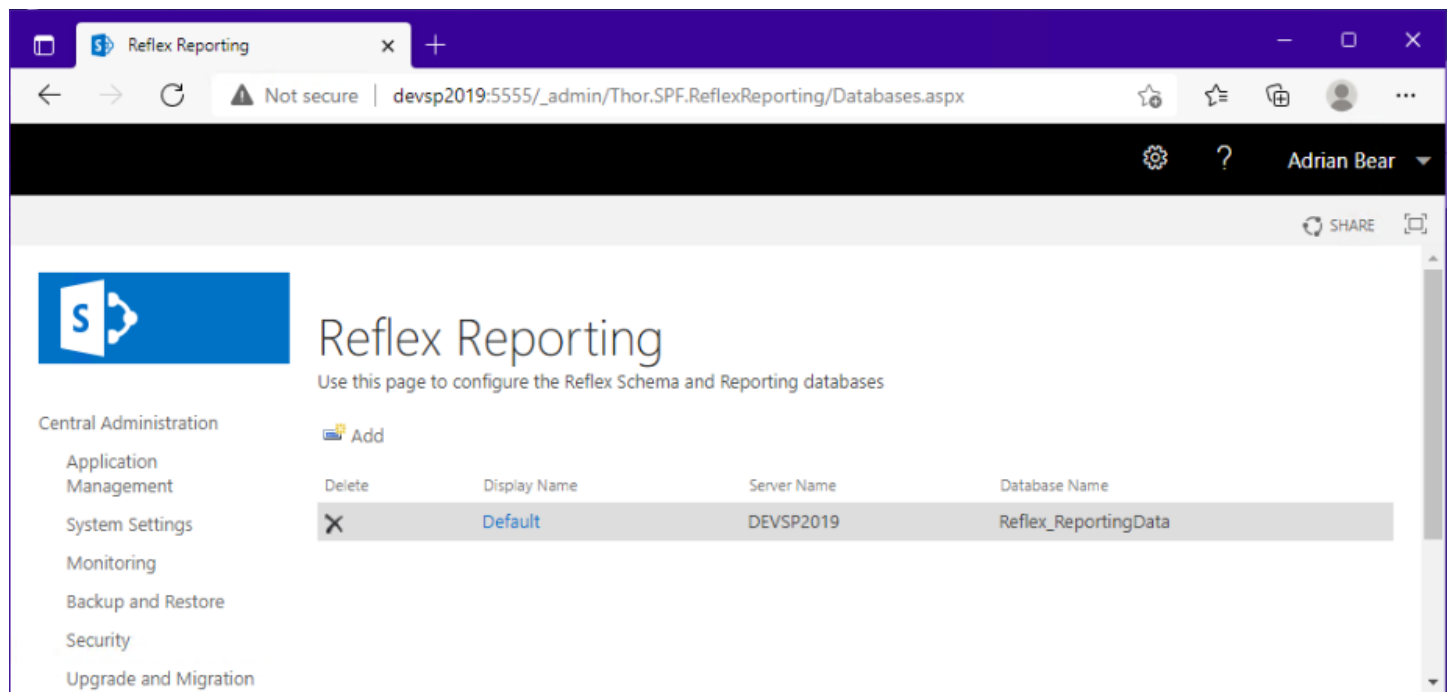 Reflex Reporting
Not secure | devsp2019:5555/_admin/Thor.SPF.ReflexReporting/Databases.aspx
? Adrian Bear
SHARE
S
Reflex Reporting
Use this page to configure the Reflex Schema and Reporting databases
Central Administration
Application
Management
System Settings
Monitoring
Backup and Restore
Security
Upgrade and Migration
Add
Delete Display Name Server Name Database Name
Default DEVSP2019 Reflex_ReportingData